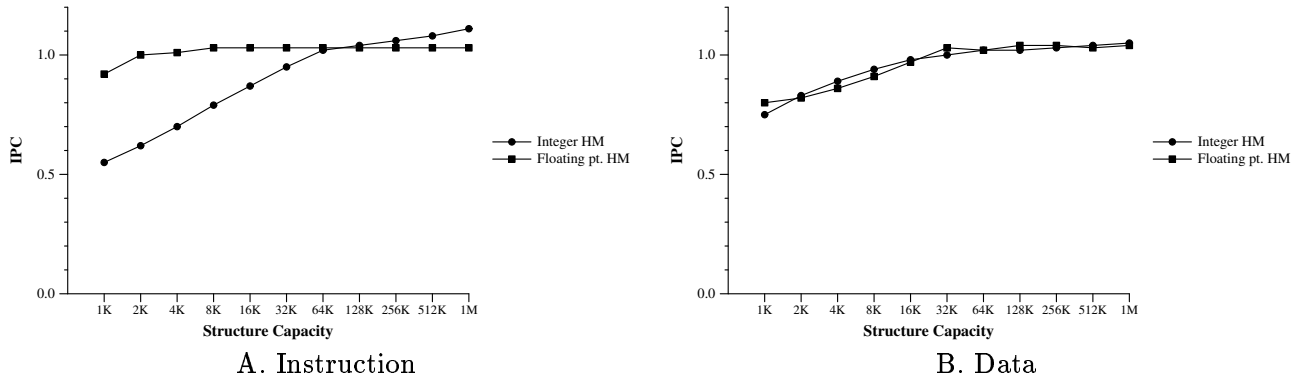 1.0
0.5
0.0
IPC
1K 2K 4K 8K 16K 32K 64K 128K 256K 512K 1M
Structure Capacity
Integer HM
Floating pt. HM
A. Instruction
1.0
0.5
0.0
IPC
1K 2K 4K 8K 16K 32K 64K 128K 256K 512K 1M
Structure Capacity
Integer HM
Floating pt. HM
B. Data